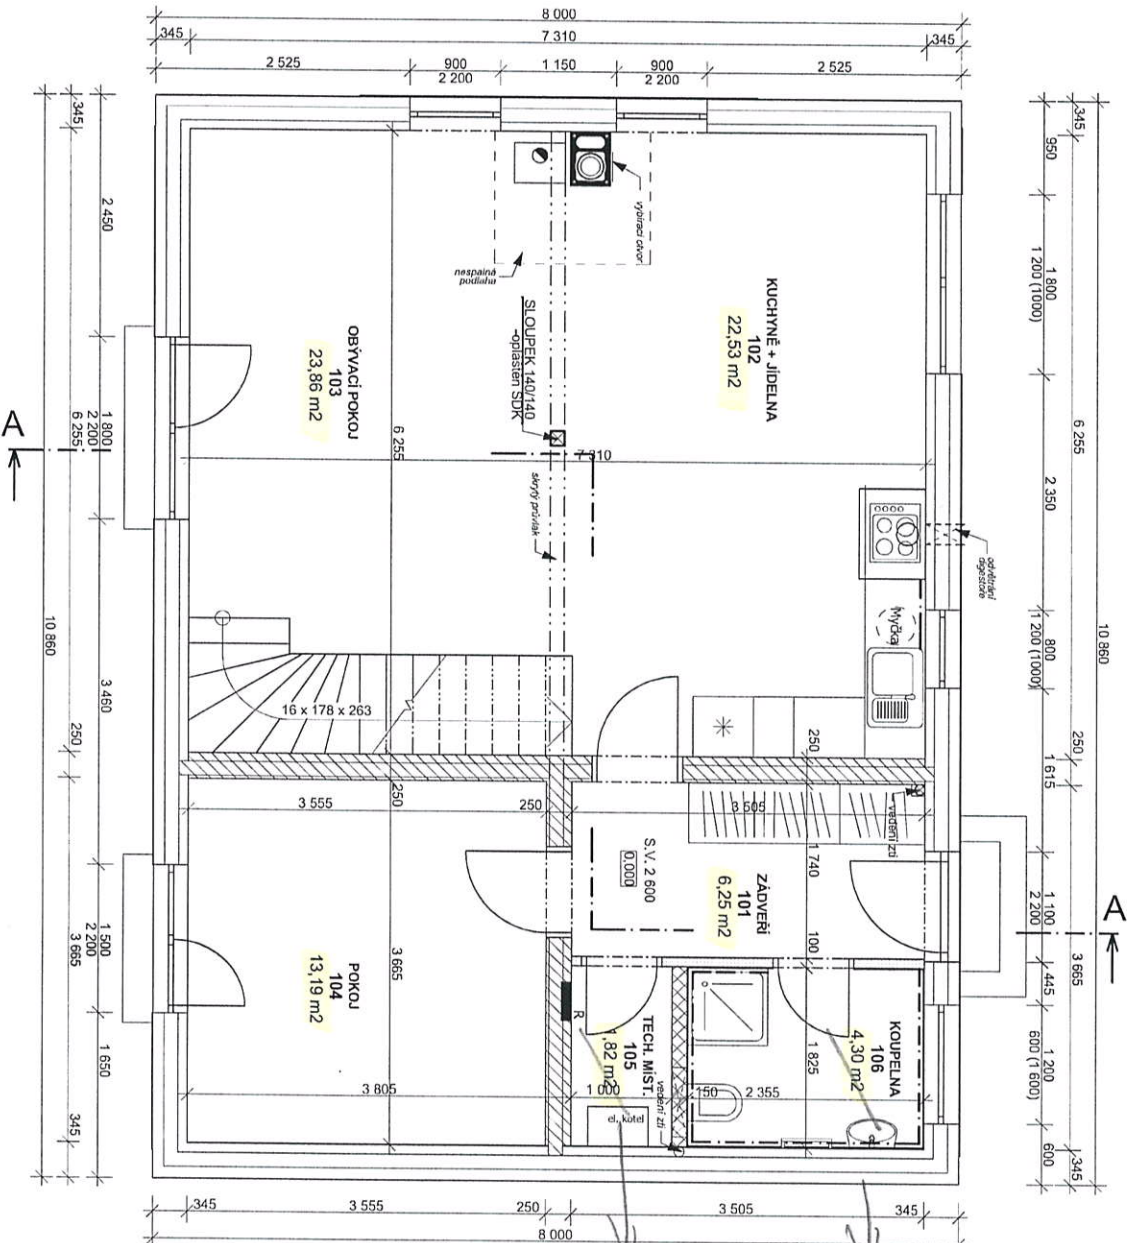 8 000
7 310
345
345
2 525
900
2 200
1 150
900
2 200
2 525
10 860
345
6 255
250
3 665
345
2 450
1 800
2 200
3 460
1 500
2 200
1 650
10 860
345
6 255
250
3 665
345
950
1 800
1 200 (1000)
2 350
800
1 200 (1000)
1 615
1 100
2 200
445
1 200
600 (1 600)
600
A
A
vybírací otvor
nespalná
podlaha
KUCHYNĚ + JÍDELNA
102
22,53 m2
SLOUPEK 140/140
-opláštěn SDK
OBÝVACÍ POKOJ
103
23,86 m2
6 255
7 310
skrytý průvlak
odvětrání
digestoře
Myčka
16 x 178 x 263
250
250
3 555
250
3 505
vedení zti
S.V. 2 600
0,000
1 740
ZÁDVEŘÍ
101
6,25 m2
100
POKOJ
104
13,19 m2
3 665
R
TECH. MÍST.
105
1,82 m2
KOUPELNA
106
4,30 m2
1 825
3 805
1 000
150
2 355
vedení zti
el. kotel
345
3 555
250
3 505
345
8 000